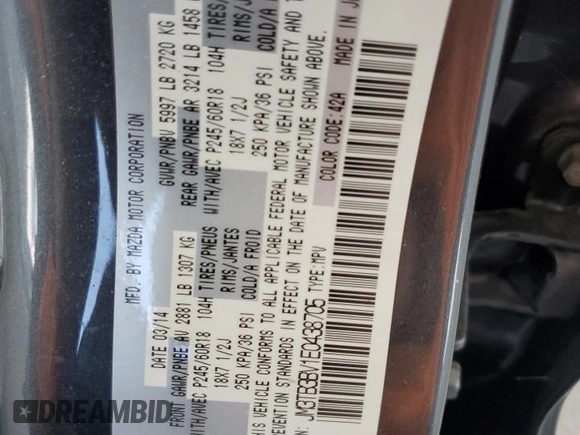 MFD. BY MAZDA MOTOR CORPORATION
DATE 03/14
GVWR/PNBV 5997 LB 2720 KG
FRONT GAWR/PNBE AV 2881 LB 1307 KG
REAR GAWR/PNBE AR 3214 LB 1458
WITH/AVEC P245/60R18 104H TIRES/PNEUS
WITH/AVEC P245/60R18 104H TIRES/
18X7 1/2J RIMS/JANTES
18X7 1/2J RIMS/
250 KPA/36 PSI COLD/A FROID
250 KPA/36 PSI COLD/A
THIS VEHICLE CONFORMS TO ALL APPLICABLE FEDERAL MOTOR VEHICLE SAFETY AND
PREVENTION STANDARDS IN EFFECT ON THE DATE OF MANUFACTURE SHOWN ABOVE.
JM3TB3BV1E0438705 TYPE:MPV
COLOR CODE:42A MADE IN
DREAMBID